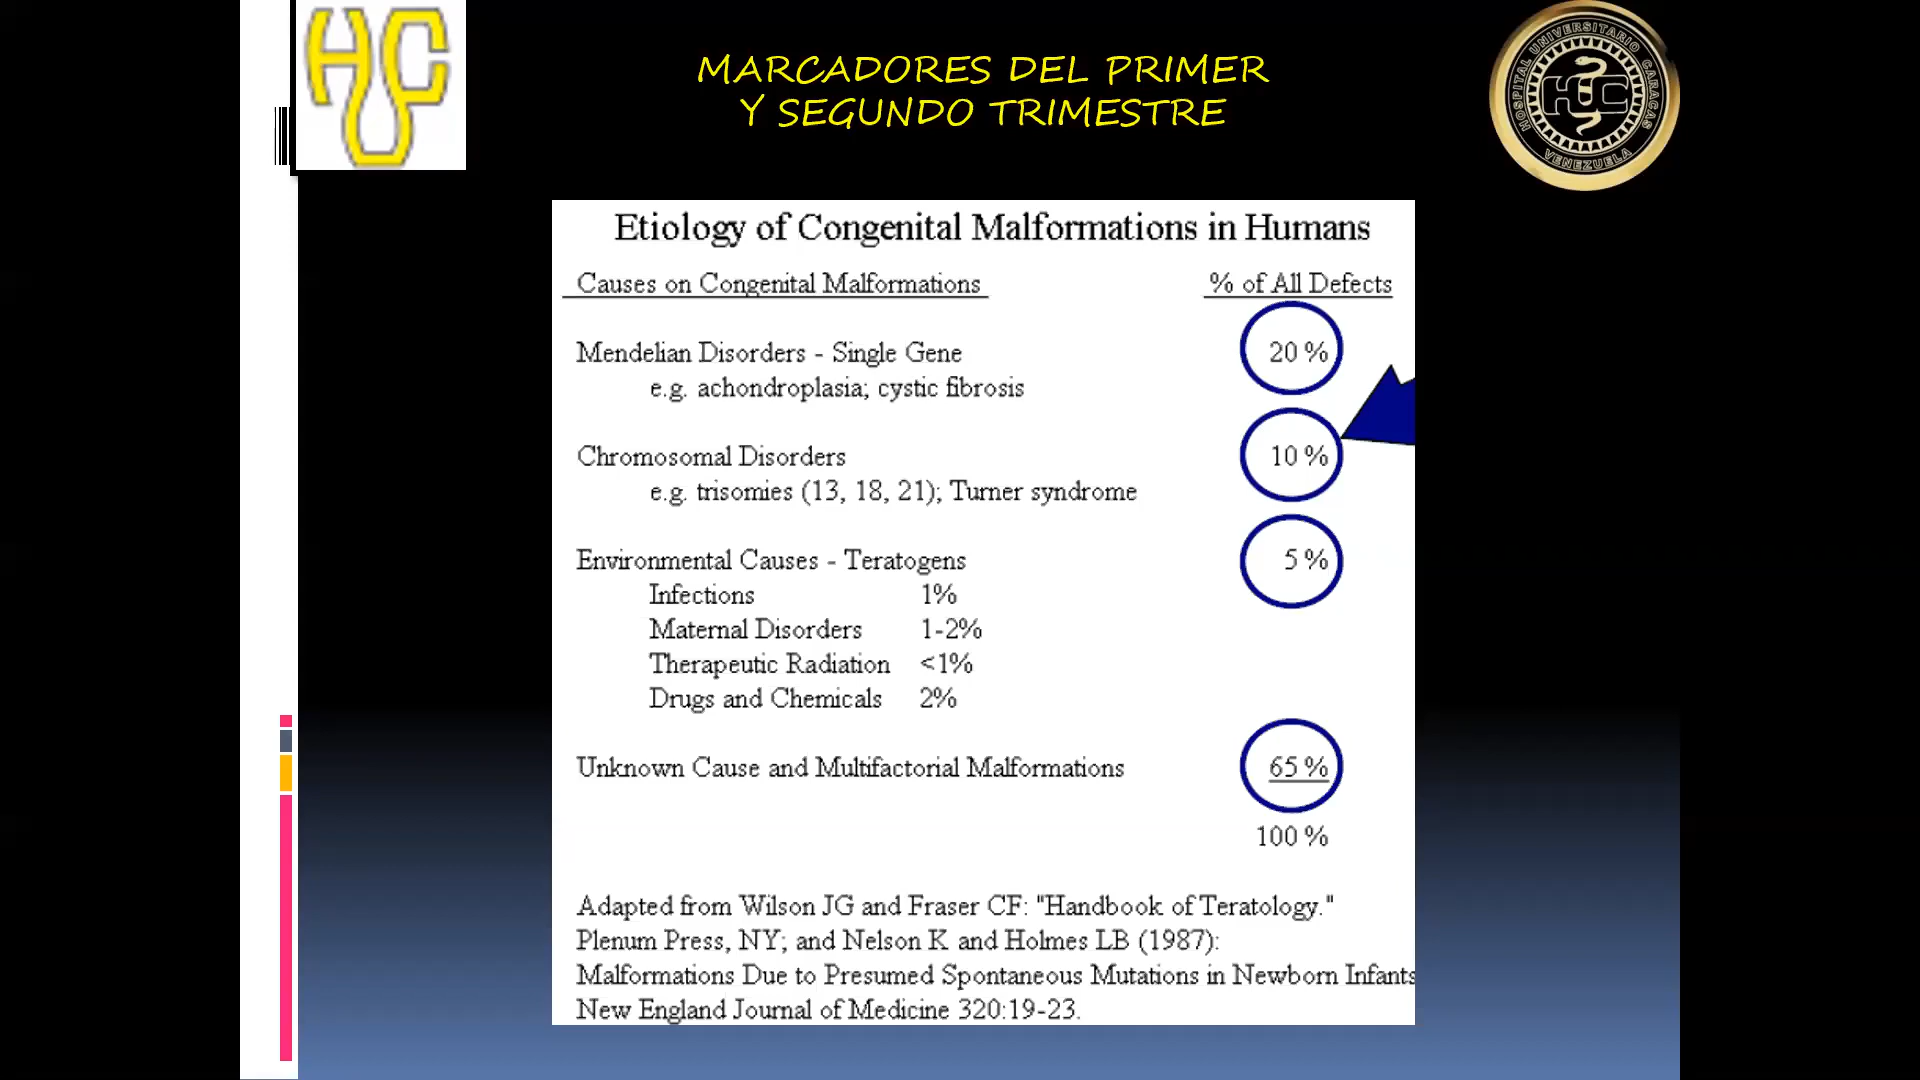 MARCADORES DEL PRIMER
Y SEGUNDO TRIMESTRE
HOSPITAL UNIVERSITARIO CARACAS
HUC
VENEZUELA
Etiology of Congenital Malformations in Humans
Causes on Congenital Malformations % of All Defects
Mendelian Disorders - Single Gene 20 %
e.g. achondroplasia; cystic fibrosis
Chromosomal Disorders 10 %
e.g. trisomies (13, 18, 21); Turner syndrome
Environmental Causes - Teratogens 5 %
Infections 1%
Maternal Disorders 1-2%
Therapeutic Radiation <1%
Drugs and Chemicals 2%
Unknown Cause and Multifactorial Malformations 65 %
100 %
Adapted from Wilson JG and Fraser CF: "Handbook of Teratology."
Plenum Press, NY; and Nelson K and Holmes LB (1987):
Malformations Due to Presumed Spontaneous Mutations in Newborn Infants
New England Journal of Medicine 320:19-23.